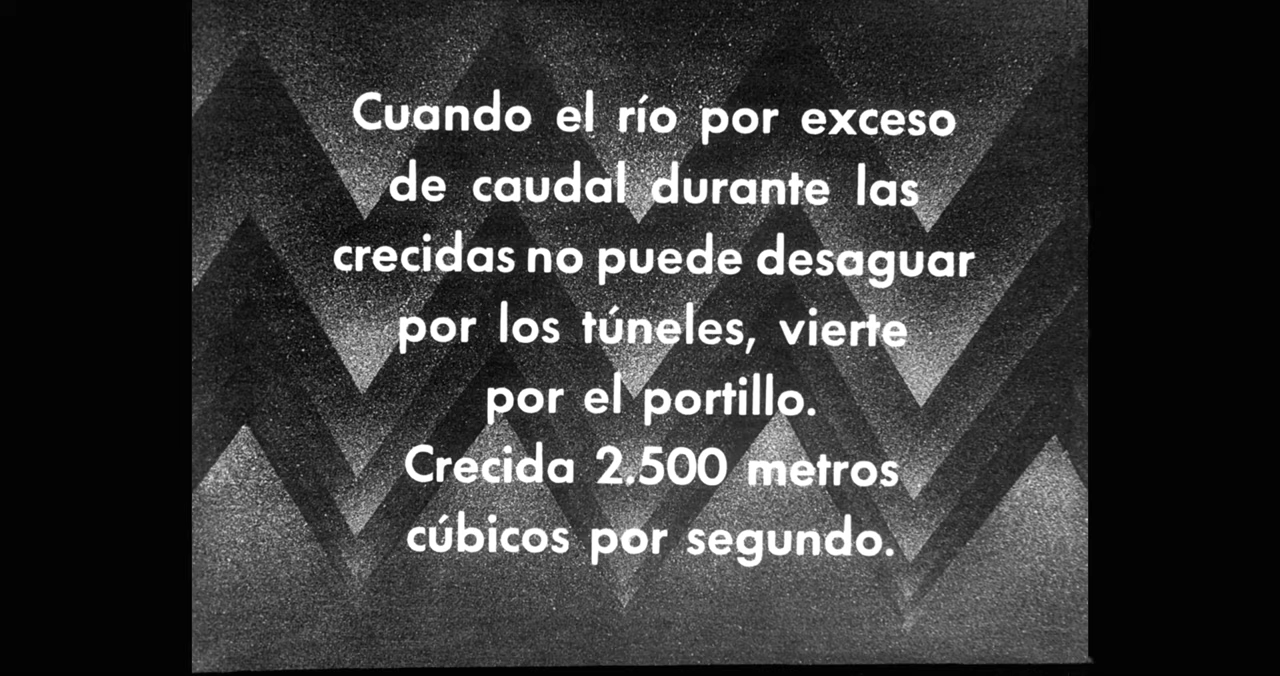 Cuando el río por exceso
de caudal durante las
crecidas no puede desaguar
por los túneles, vierte
por el portillo.
Crecida 2.500 metros
cúbicos por segundo.